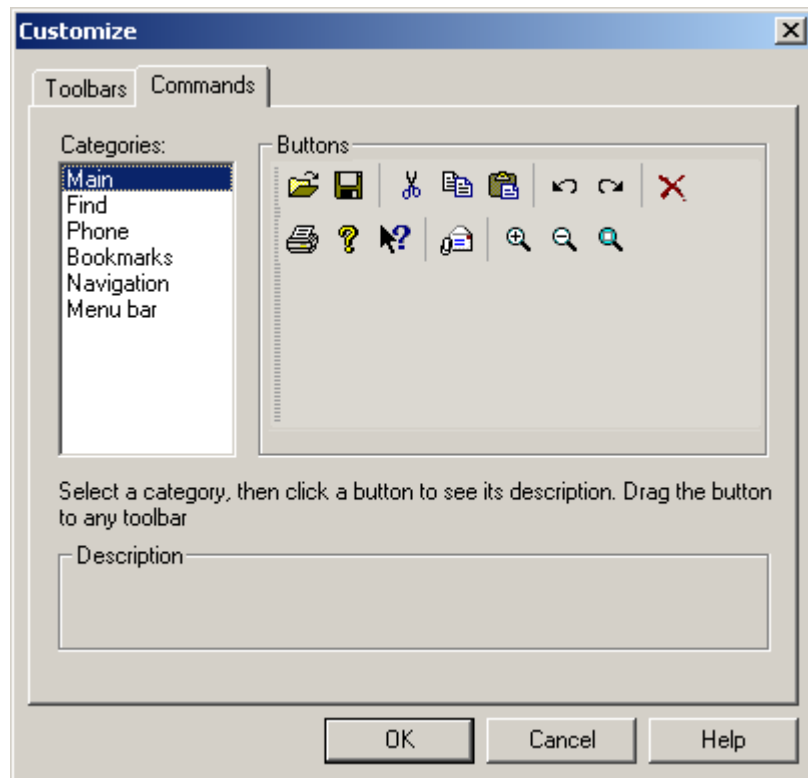 Customize
Toolbars
Commands
Categories:
Main
Find
Phone
Bookmarks
Navigation
Menu bar
Buttons
Select a category, then click a button to see its description. Drag the button
to any toolbar
Description
OK
Cancel
Help